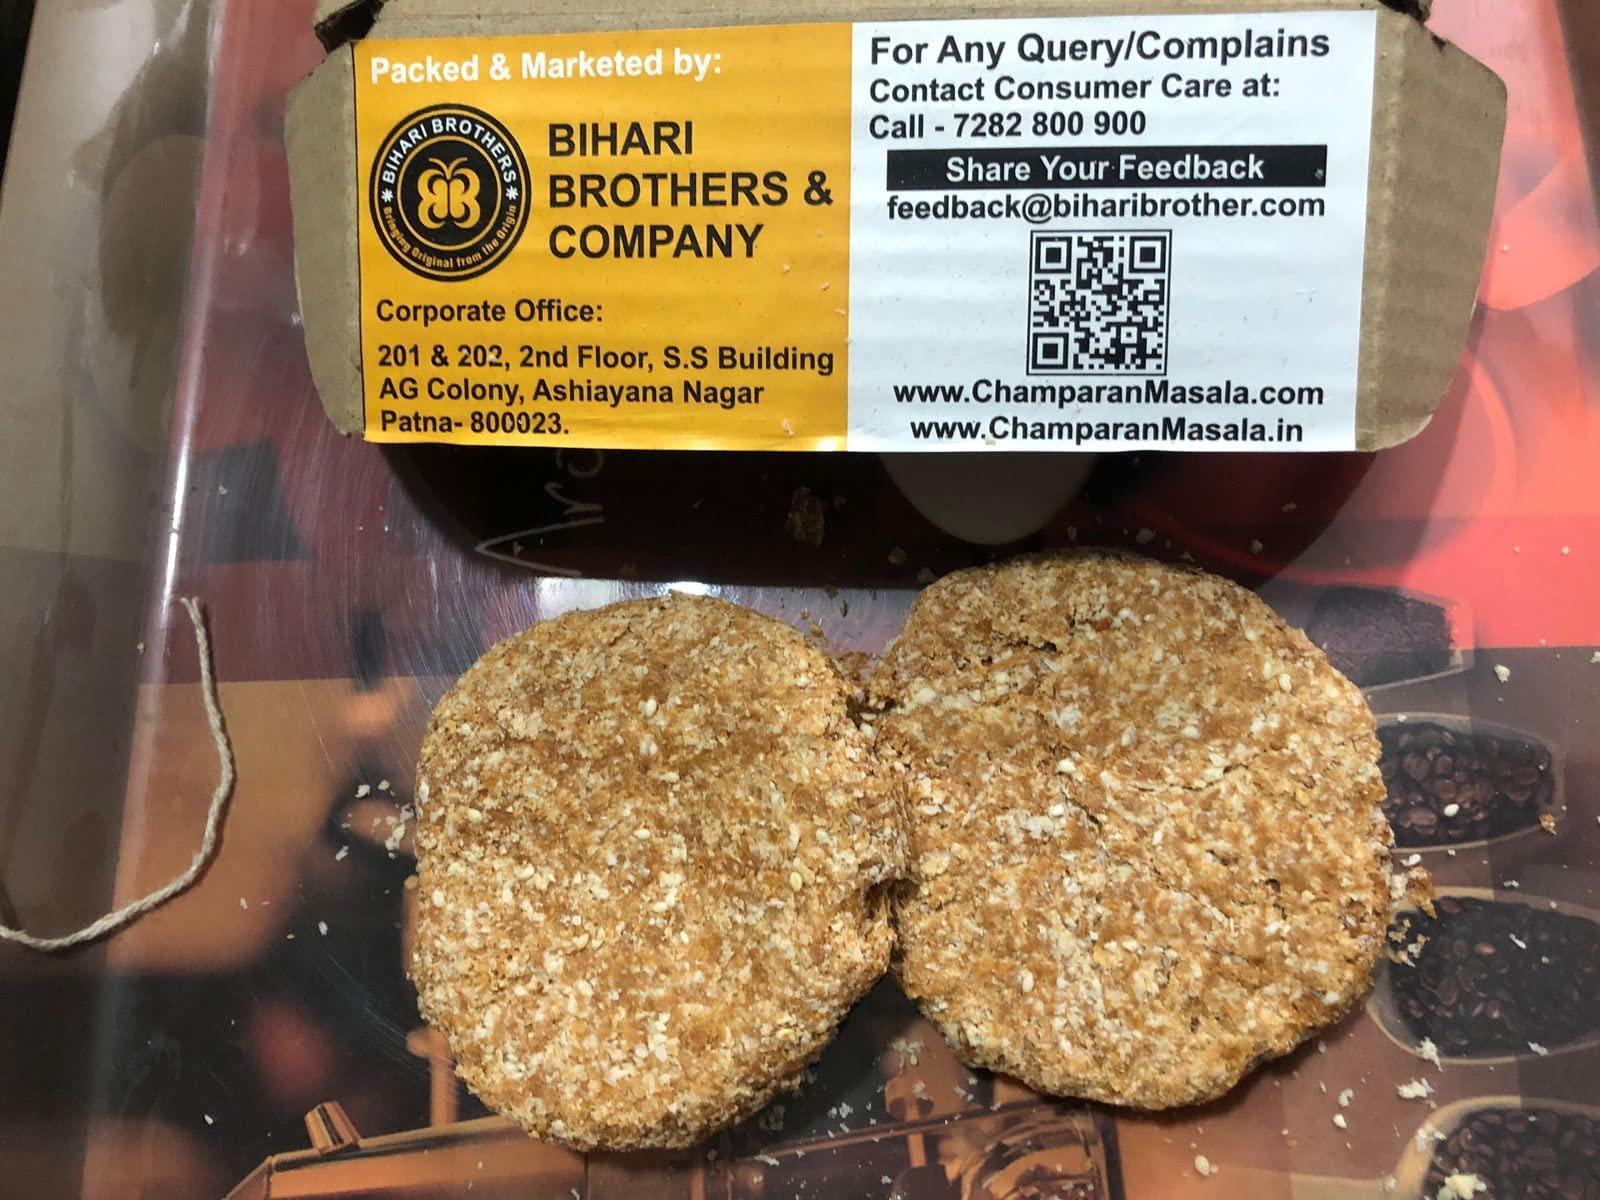 Packed & Marketed by:
BIHARI BROTHERS
Bringing Original from the Origin
BIHARI
BROTHERS &
COMPANY
Corporate Office:
201 & 202, 2nd Floor, S.S Building
AG Colony, Ashiayana Nagar
Patna- 800023.
For Any Query/Complains
Contact Consumer Care at:
Call - 7282 800 900
Share Your Feedback
feedback@biharibrother.com
www.ChamparanMasala.com
www.ChamparanMasala.in